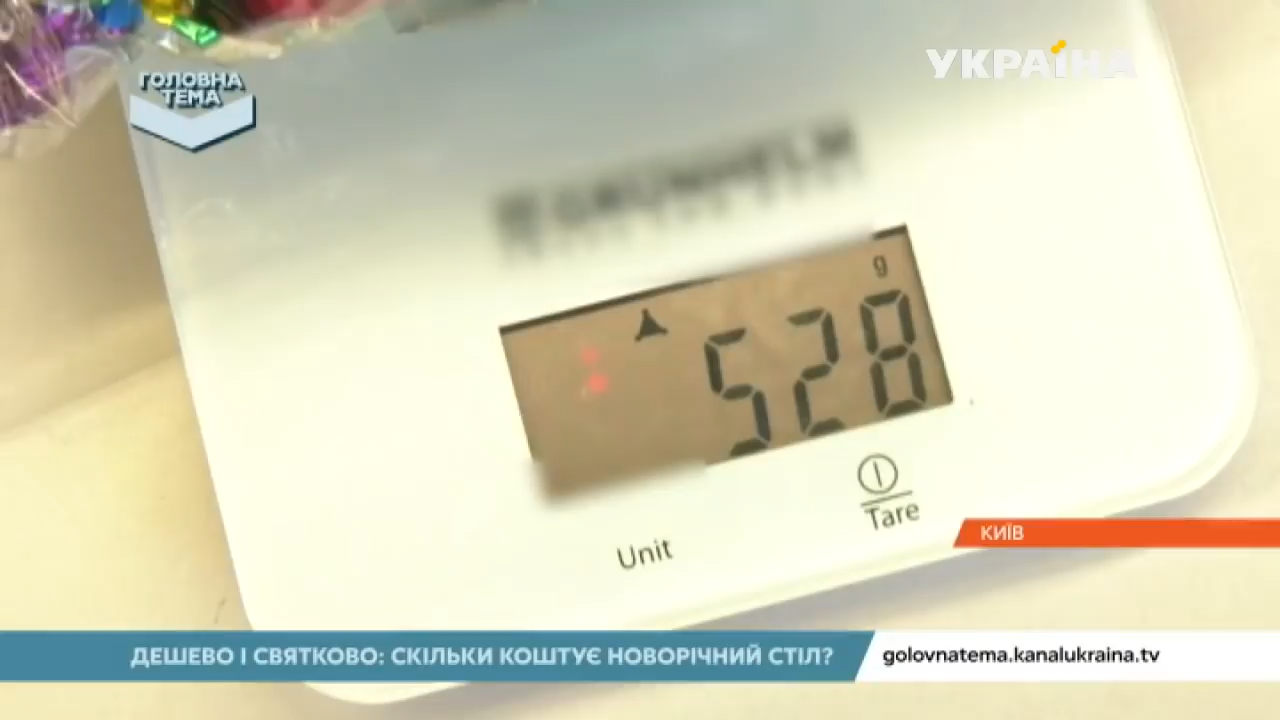 ГОЛОВНА
ТЕМА
УКРАЇНА
g
528
Tare
Unit
КИЇВ
ДЕШЕВО І СВЯТКОВО: СКІЛЬКИ КОШТУЄ НОВОРІЧНИЙ СТІЛ?
golovnatema.kanalukraina.tv